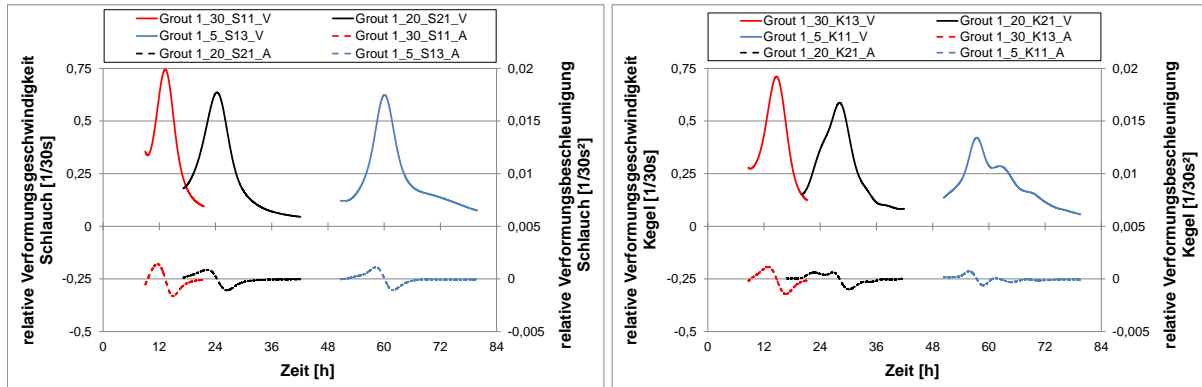 Grout 1_30_S11_V
Grout 1_20_S21_V
Grout 1_5_S13_V
Grout 1_30_S11_A
Grout 1_20_S21_A
Grout 1_5_S13_A
relative Verformungsgeschwindigkeit
Schlauch [1/30s]
0,75
0,5
0,25
0
-0,25
-0,5
0,02
0,015
0,01
0,005
0
-0,005
relative Verformungsbeschleunigung
Schlauch [1/30s²]
0 12 24 36 48 60 72 84
Zeit [h]
Grout 1_30_K13_V
Grout 1_20_K21_V
Grout 1_5_K11_V
Grout 1_30_K13_A
Grout 1_20_K21_A
Grout 1_5_K11_A
relative Verformungsgeschwindigkeit
Kegel [1/30s]
0,75
0,5
0,25
0
-0,25
-0,5
0,02
0,015
0,01
0,005
0
-0,005
relative Verformungsbeschleunigung
Kegel [1/30s²]
0 12 24 36 48 60 72 84
Zeit [h]